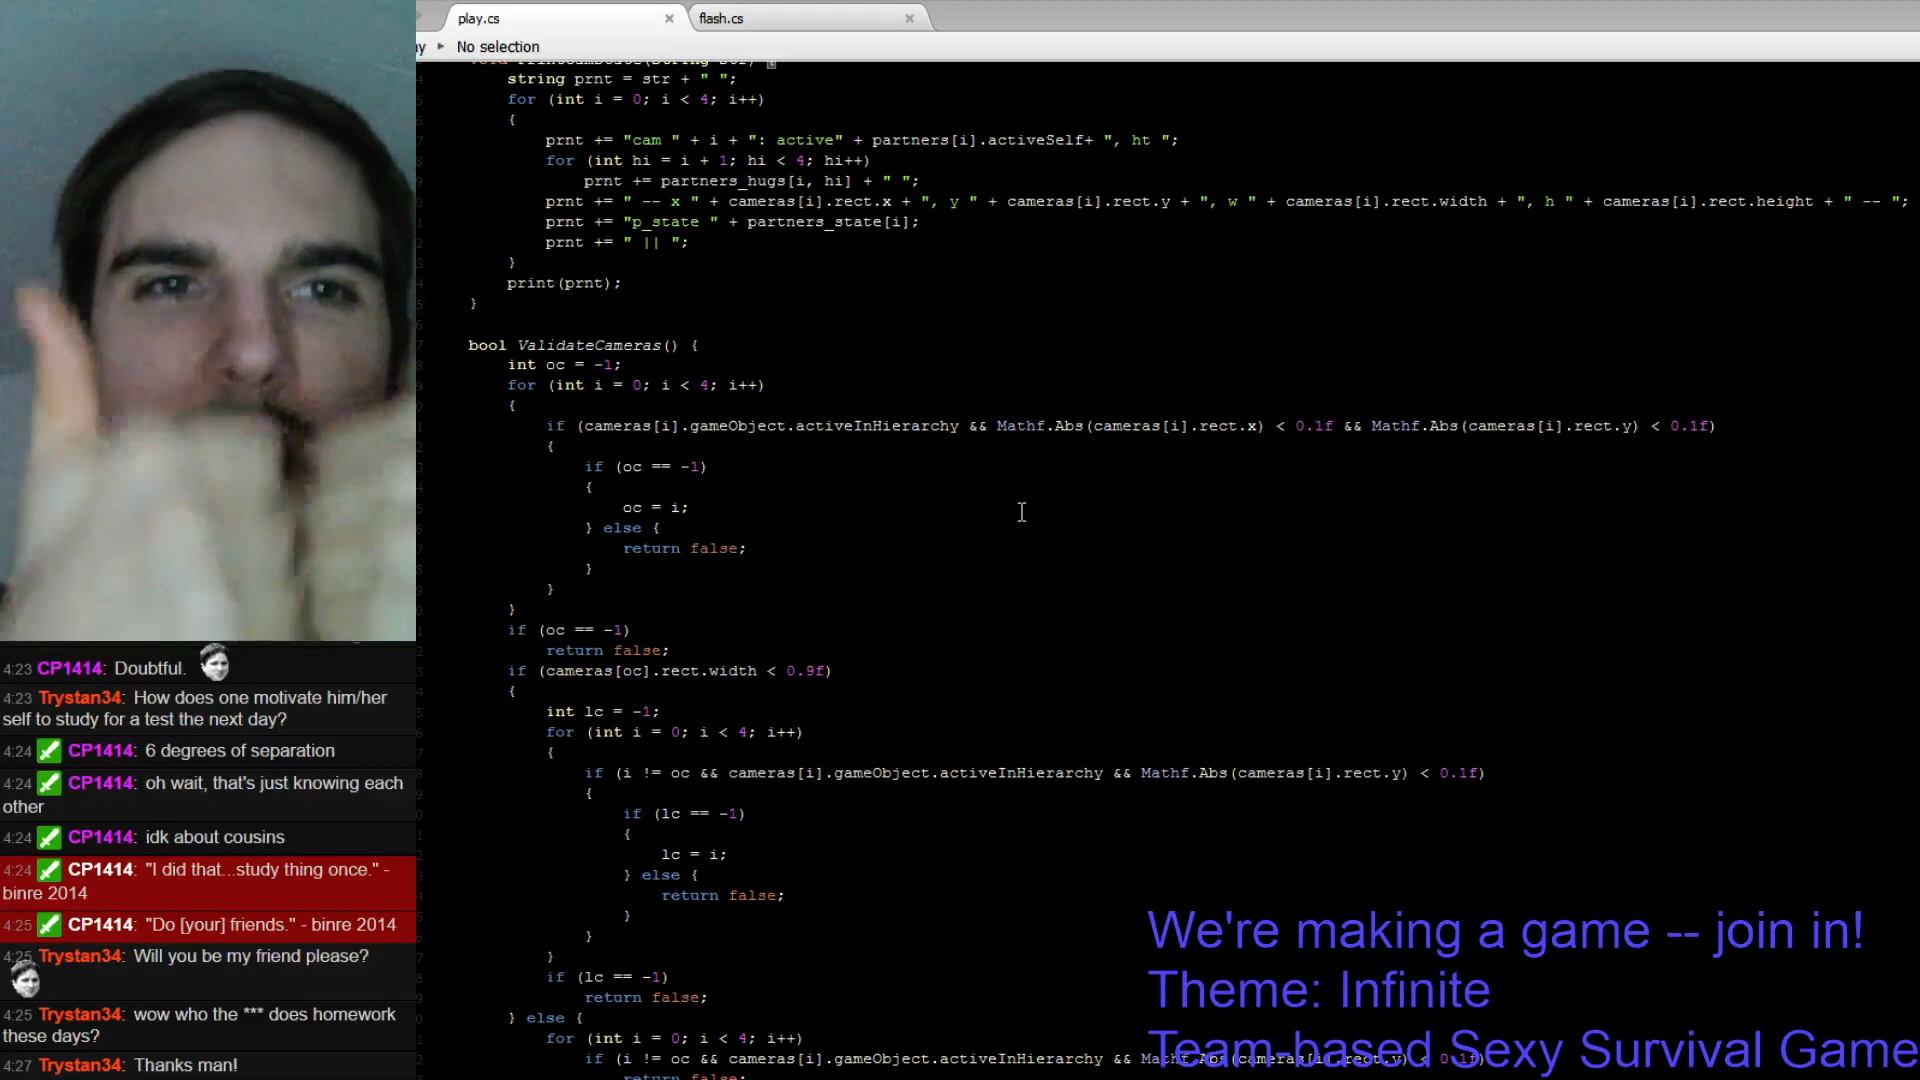 play.cs
flash.cs
No selection
string prnt = str + " ";
for (int i = 0; i < 4; i++)
{
prnt += "cam " + i + ": active" + partners[i].activeSelf+ ", ht ";
for (int hi = i + 1; hi < 4; hi++)
prnt += partners_hugs[i, hi] + " ";
prnt += " -- x " + cameras[i].rect.x + ", y " + cameras[i].rect.y + ", w " + cameras[i].rect.width + ", h " + cameras[i].rect.height + " -- ";
prnt += "p_state " + partners_state[i];
prnt += " || ";
}
print(prnt);
}
bool ValidateCameras() {
int oc = -1;
for (int i = 0; i < 4; i++)
{
if (cameras[i].gameObject.activeInHierarchy && Mathf.Abs(cameras[i].rect.x) < 0.1f && Mathf.Abs(cameras[i].rect.y) < 0.1f)
{
if (oc == -1)
{
oc = i;
} else {
return false;
}
}
}
if (oc == -1)
return false;
if (cameras[oc].rect.width < 0.9f)
{
int lc = -1;
for (int i = 0; i < 4; i++)
{
if (i != oc && cameras[i].gameObject.activeInHierarchy && Mathf.Abs(cameras[i].rect.y) < 0.1f)
{
if (lc == -1)
{
lc = i;
} else {
return false;
}
}
}
if (lc == -1)
return false;
} else {
for (int i = 0; i < 4; i++)
if (i != oc && cameras[i].gameObject.activeInHierarchy && Mathf.Abs(cameras[i].rect.y) < 0.1f)
return false;
4:23 CP1414: Doubtful.
4:23 Trystan34: How does one motivate him/her
self to study for a test the next day?
4:24 CP1414: 6 degrees of separation
4:24 CP1414: oh wait, that's just knowing each
other
4:24 CP1414: idk about cousins
4:24 CP1414: "I did that...study thing once." -
binre 2014
4:25 CP1414: "Do [your] friends." - binre 2014
4:25 Trystan34: Will you be my friend please?
4:25 Trystan34: wow who the *** does homework
these days?
4:27 Trystan34: Thanks man!
We're making a game -- join in!
Theme: Infinite
Team-based Sexy Survival Game